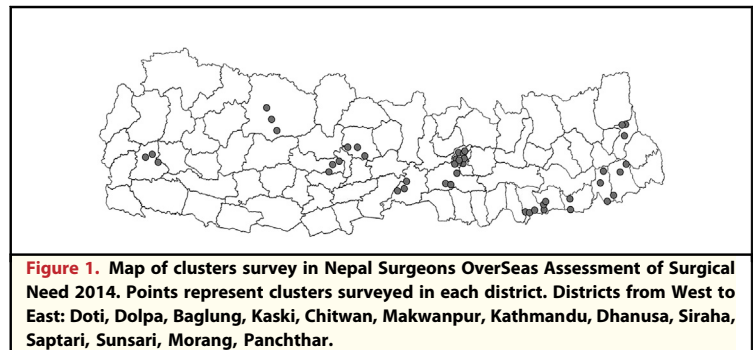 Figure 1. Map of clusters survey in Nepal Surgeons OverSeas Assessment of Surgical
Need 2014. Points represent clusters surveyed in each district. Districts from West to
East: Doti, Dolpa, Baglung, Kaski, Chitwan, Makwanpur, Kathmandu, Dhanusa, Siraha,
Saptari, Sunsari, Morang, Panchthar.